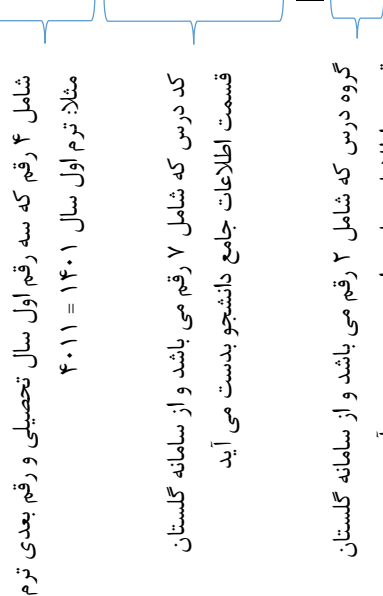 شامل ۴ رقم که سه رقم اول سال تحصیلی و رقم بعدی ترم
مثلا: ترم اول سال ۱۴۰۱ = ۴۰۱۱
کد درس که شامل ۷ رقم می باشد و از سامانه گلستان
قسمت اطلاعات جامع دانشجو بدست می آید
گروه درس که شامل ۲ رقم می باشد و از سامانه گلستان